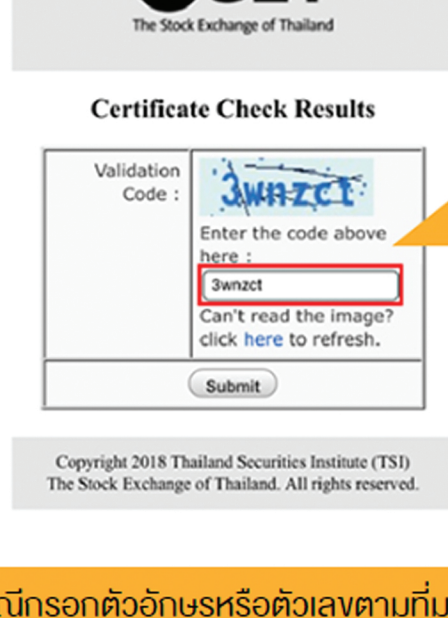 The Stock Exchange of Thailand
Certificate Check Results
Validation
Code :
3wnzct
Enter the code above
here :
3wnzct
Can't read the image?
click here to refresh.
Submit
Copyright 2018 Thailand Securities Institute (TSI)
The Stock Exchange of Thailand. All rights reserved.
ณีกรอกตัวอักษรหรือตัวเลขตามที่